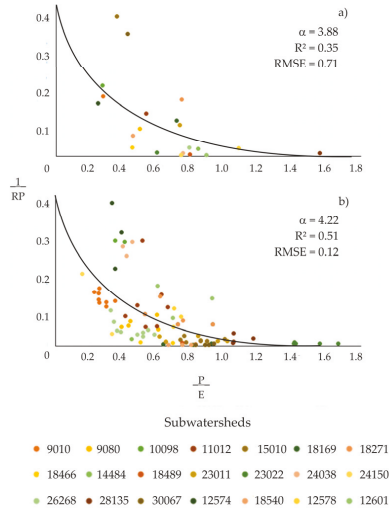 a)
α = 3.88
R² = 0.35
RMSE = 0.71
0.4
0.3
0.2
0.1
0 0.2 0.4 0.6 0.8 1.0 1.2 1.4 1.6 1.8
1
RP
b)
α = 4.22
R² = 0.51
RMSE = 0.12
0.4
0.3
0.2
0.1
0 0.2 0.4 0.6 0.8 1.0 1.2 1.4 1.6 1.8
P
E
Subwatersheds
9010 9080 10098 11012 15010 18169 18271
18466 14484 18489 23011 23022 24038 24150
26268 28135 30067 12574 18540 12578 12601